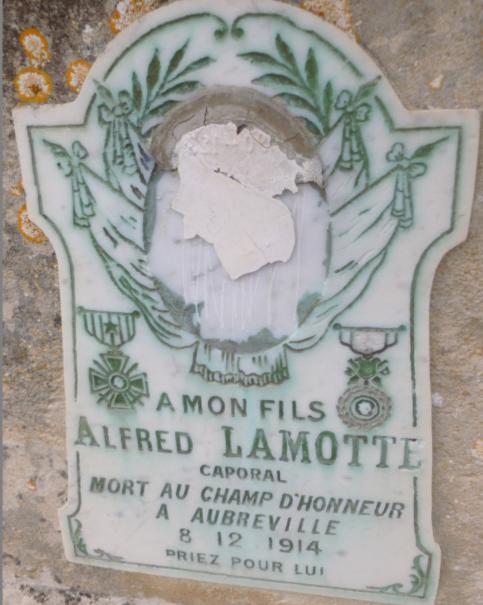 A MON FILS
ALFRED LAMOTTE
CAPORAL
MORT AU CHAMP D'HONNEUR
A AUBREVILLE
8 12 1914
PRIEZ POUR LUI